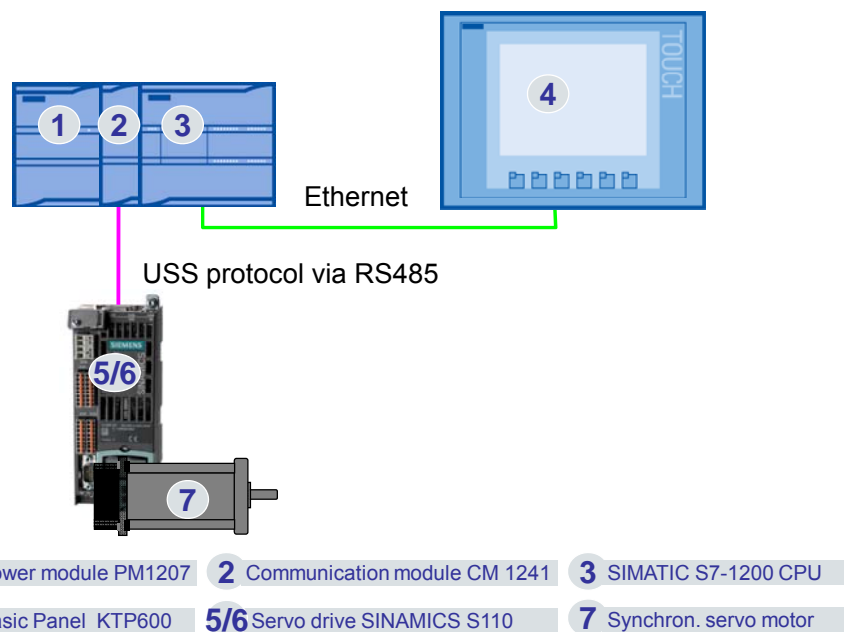 TOUCH
1 2 3 4
Ethernet
USS protocol via RS485
SIEMENS
5/6
7
ower module PM1207 2 Communication module CM 1241 3 SIMATIC S7-1200 CPU
asic Panel KTP600 5/6 Servo drive SINAMICS S110 7 Synchron. servo motor